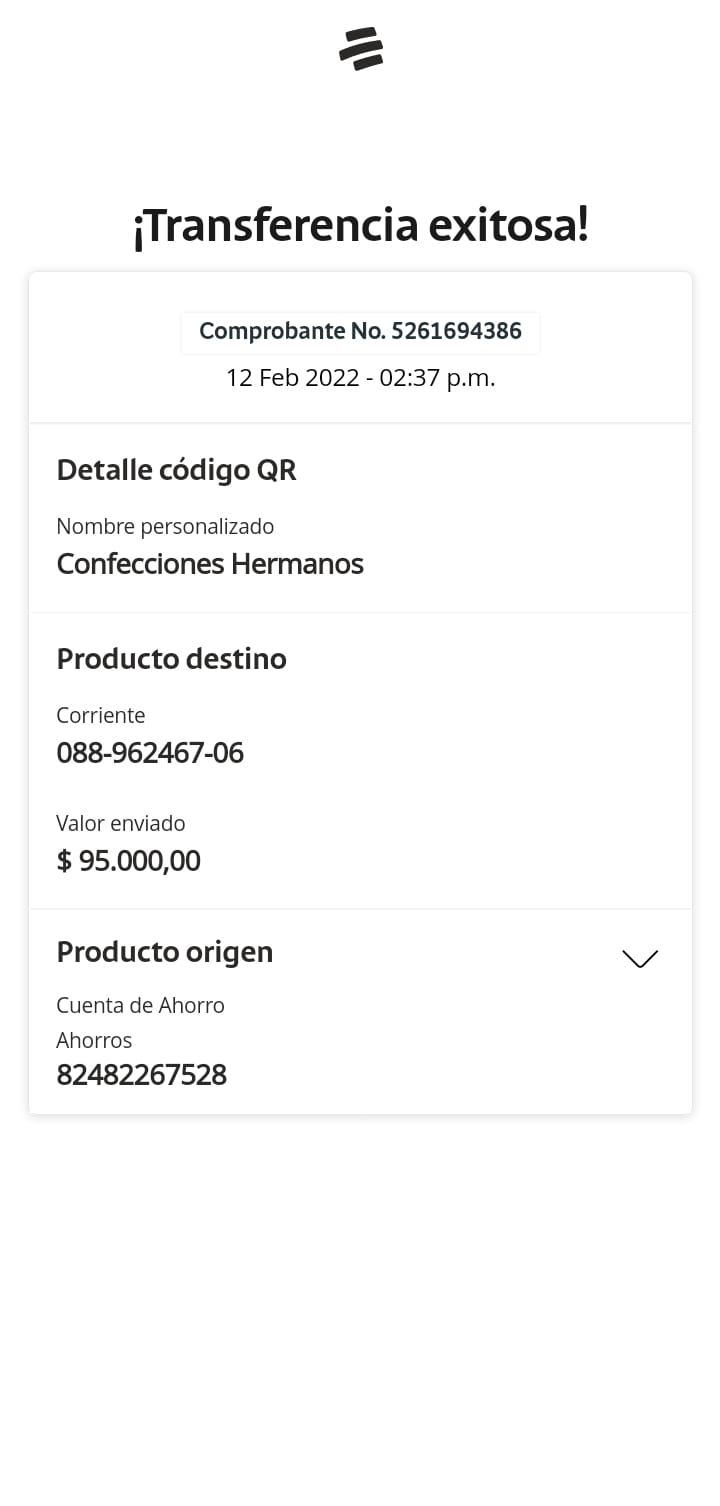 ¡Transferencia exitosa!
Comprobante No. 5261694386
12 Feb 2022 - 02:37 p.m.
Detalle código QR
Nombre personalizado
Confecciones Hermanos
Producto destino
Corriente
088-962467-06
Valor enviado
$ 95.000,00
Producto origen
Cuenta de Ahorro
Ahorros
82482267528